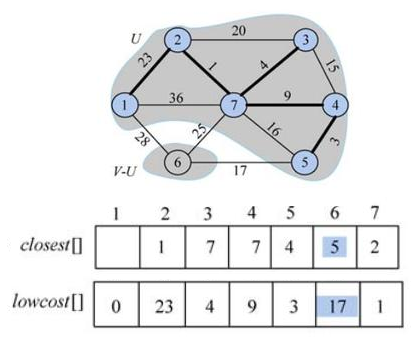 U 2 20 3
23 1 4 15
1 36 7 9 4
28 25 16 3
V-U 6 17 5
1 2 3 4 5 6 7
closest[] 1 7 7 4 5 2
lowcost[] 0 23 4 9 3 17 1